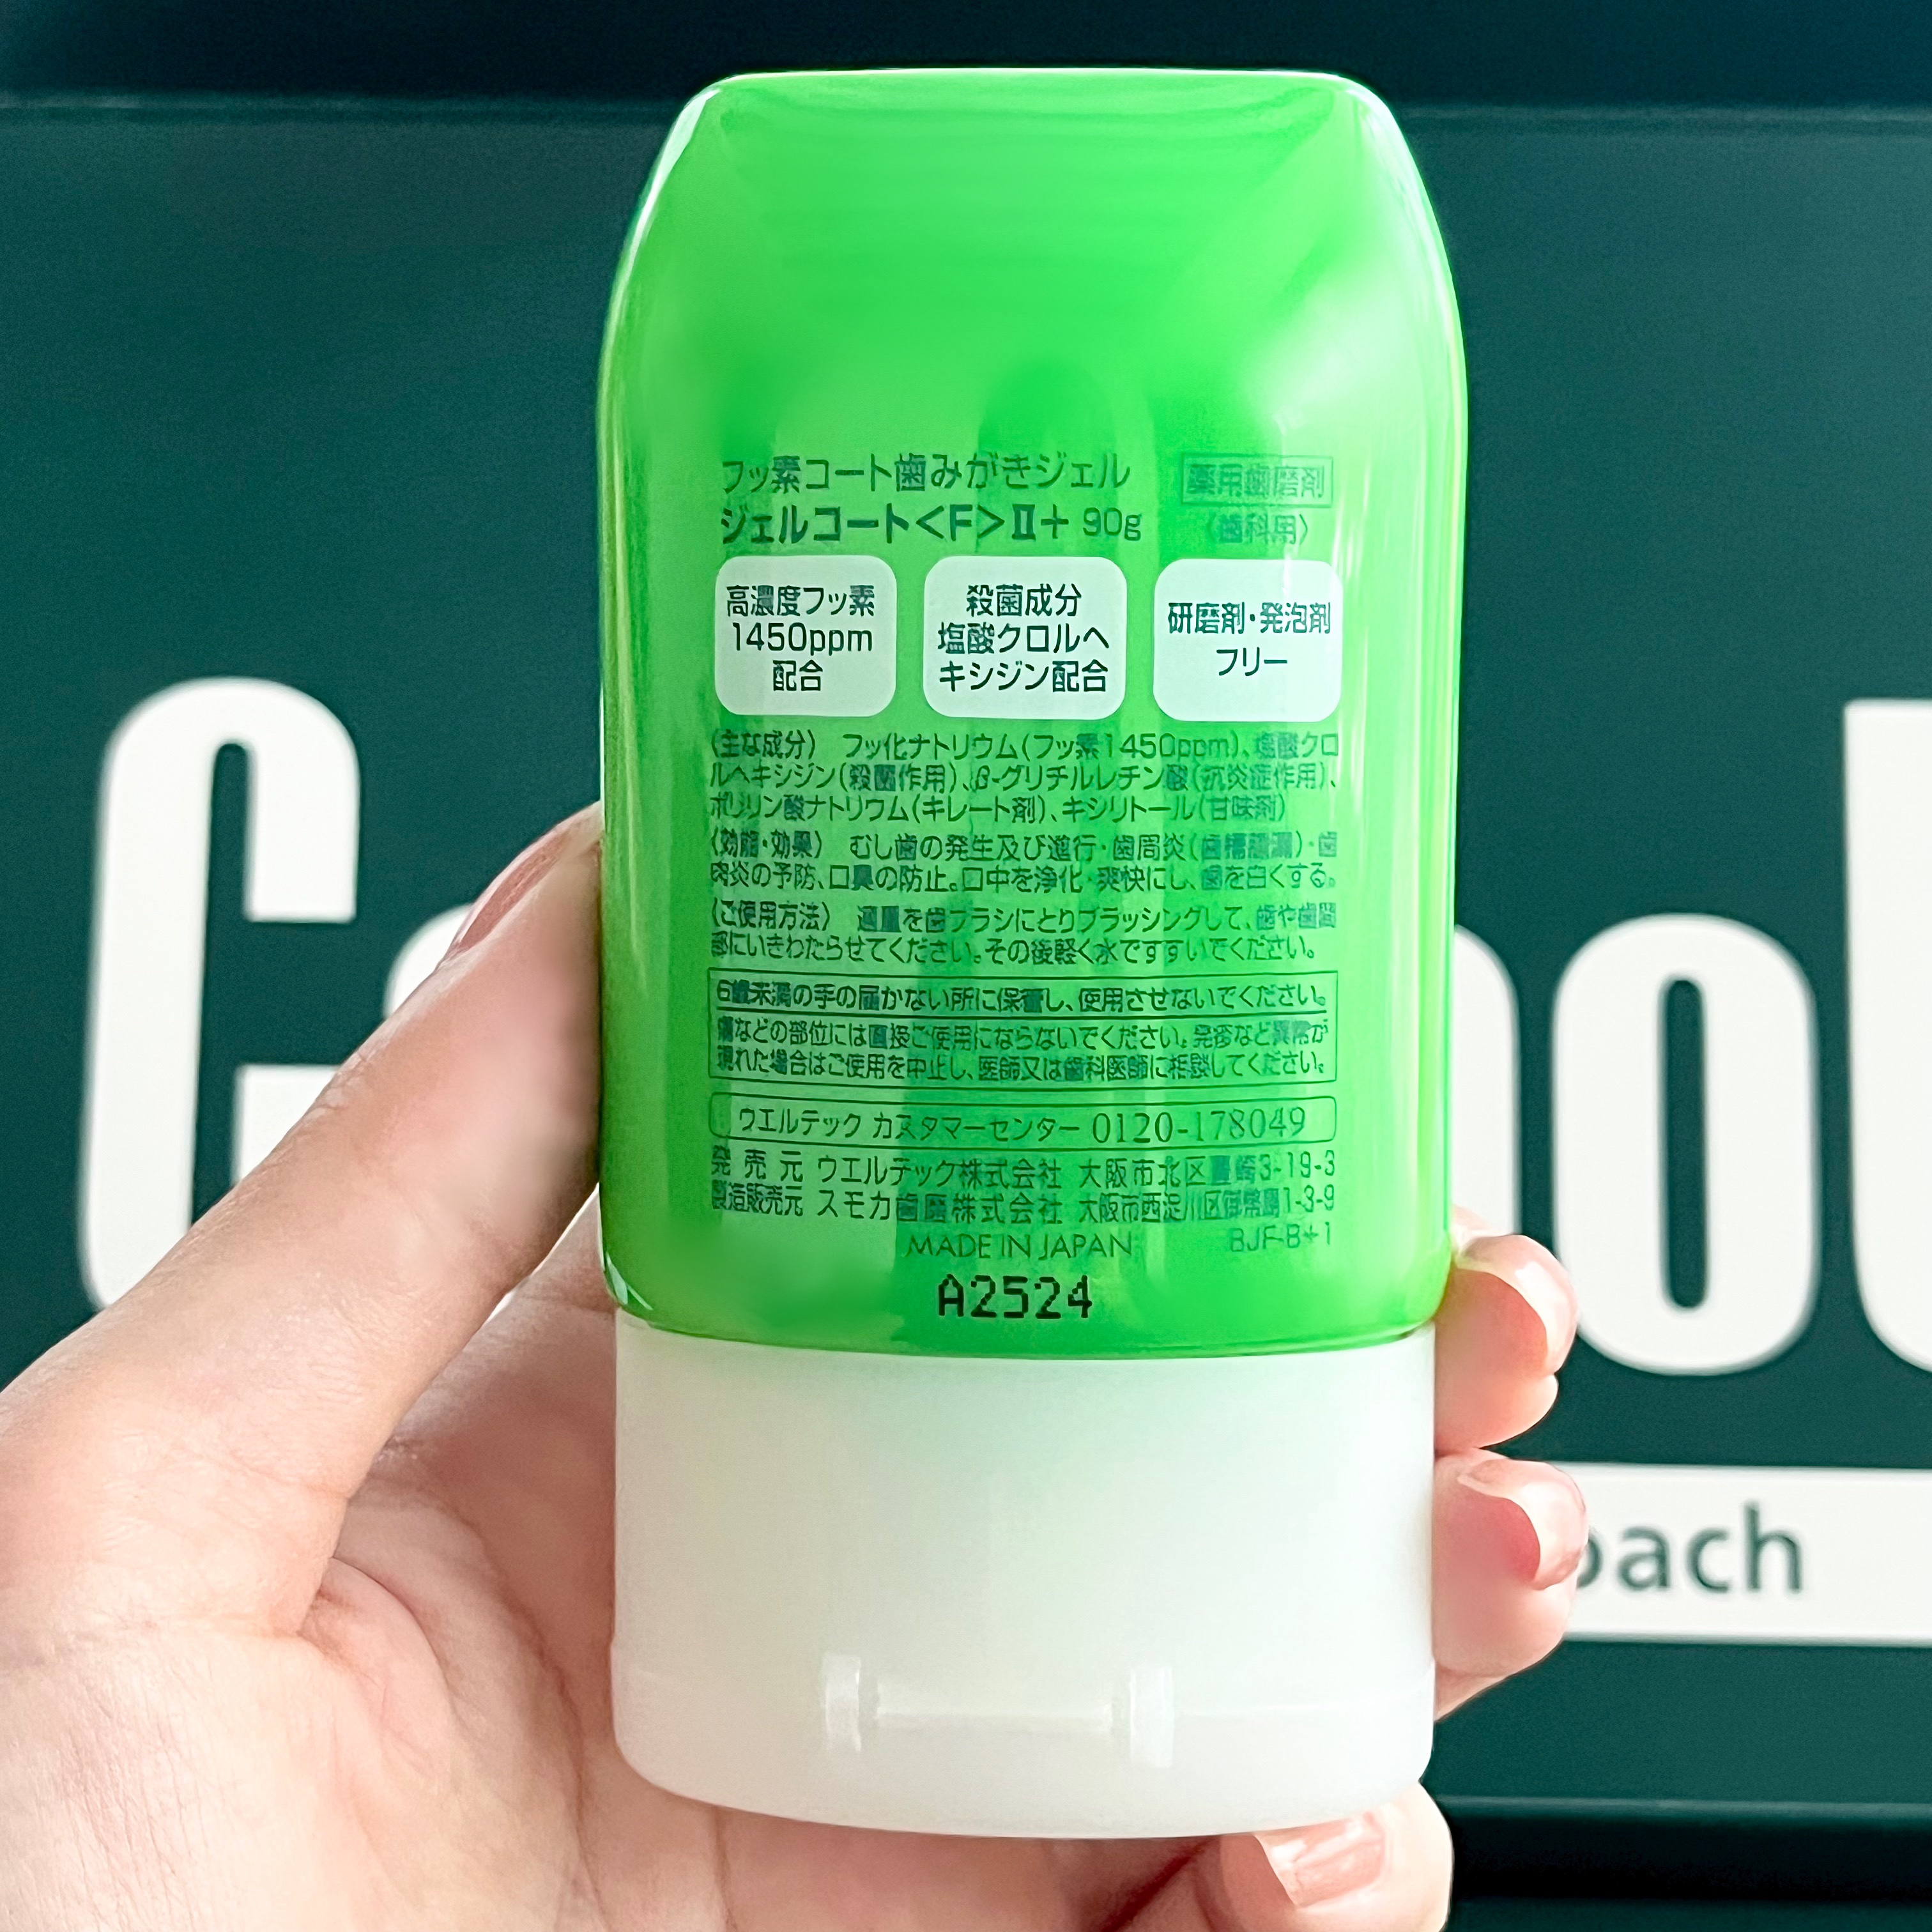 フッ素コート歯みがきジェル
薬用歯磨剤
ジェルコート<F>Ⅱ+ 90g
〈歯科用〉
高濃度フッ素
1450ppm
配合
殺菌成分
塩酸クロルヘ
キシジン配合
研磨剤・発泡剤
フリー
〈主な成分〉 フッ化ナトリウム(フッ素1450ppm)、塩酸クロ
ルヘキシジン(殺菌作用)、β-グリチルレチン酸(抗炎症作用)、
ポリリン酸ナトリウム(キレート剤)、キシリトール(甘味剤)
〈効能・効果〉 むし歯の発生及び進行・歯周炎(歯槽膿漏)・歯
肉炎の予防、口臭の防止。口中を浄化・爽快にし、歯を白くする。
〈ご使用方法〉 適量を歯ブラシにとりブラッシングして、歯や歯間
部にいきわたらせてください。その後軽く水ですすいでください。
6歳未満の手の届かない所に保管し、使用させないでください。
傷などの部位には直接ご使用にならないでください。発疹など異常が
現れた場合はご使用を中止し、医師又は歯科医師に相談してください。
ウエルテック カスタマーセンター 0120-178049
発売元 ウエルテック株式会社 大阪市北区豊崎3-19-3
製造販売元 スモカ歯磨株式会社 大阪市西淀川区御幣島1-3-9
MADE IN JAPAN
BJF-B+1
A2524